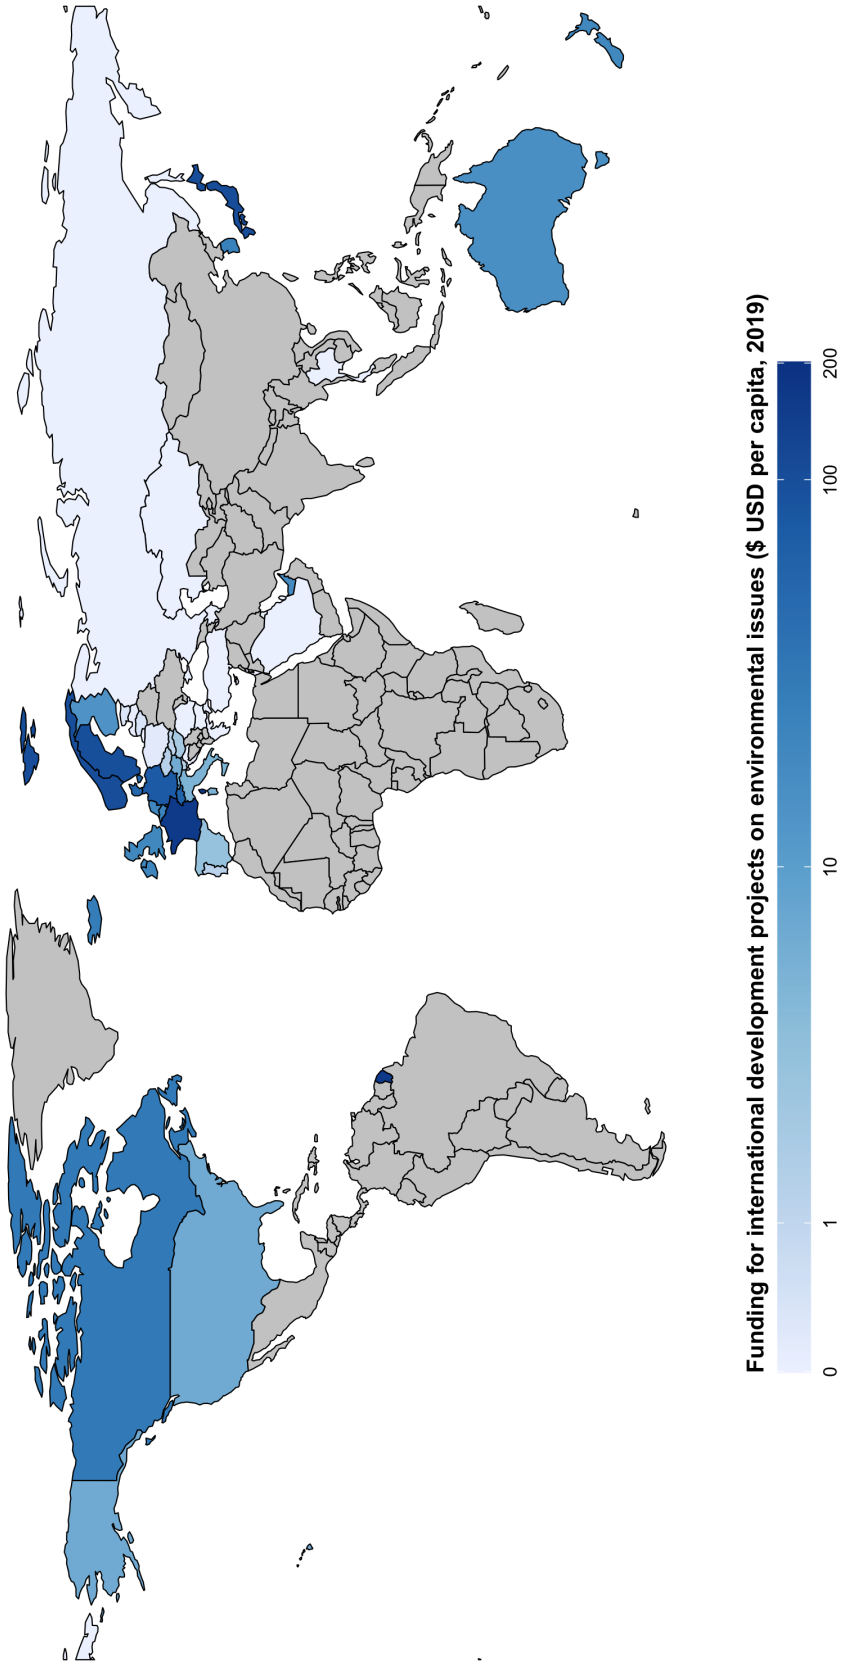 Funding for international development projects on environmental issues ($ USD per capita, 2019)
0 1 10 100 200